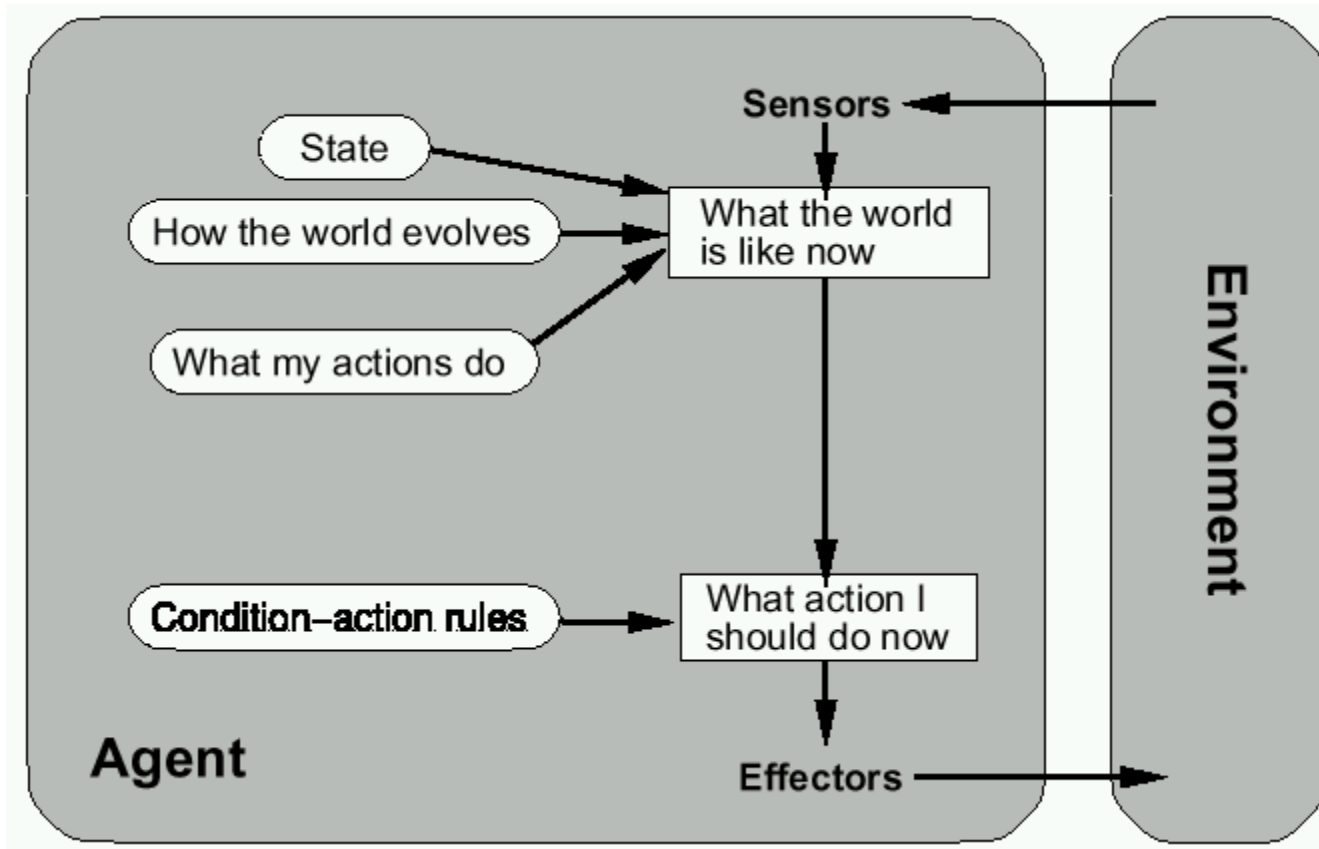 Sensors
State
What the world
is like now
How the world evolves
What my actions do
Environment
Condition–action rules
What action I
should do now
Agent
Effectors